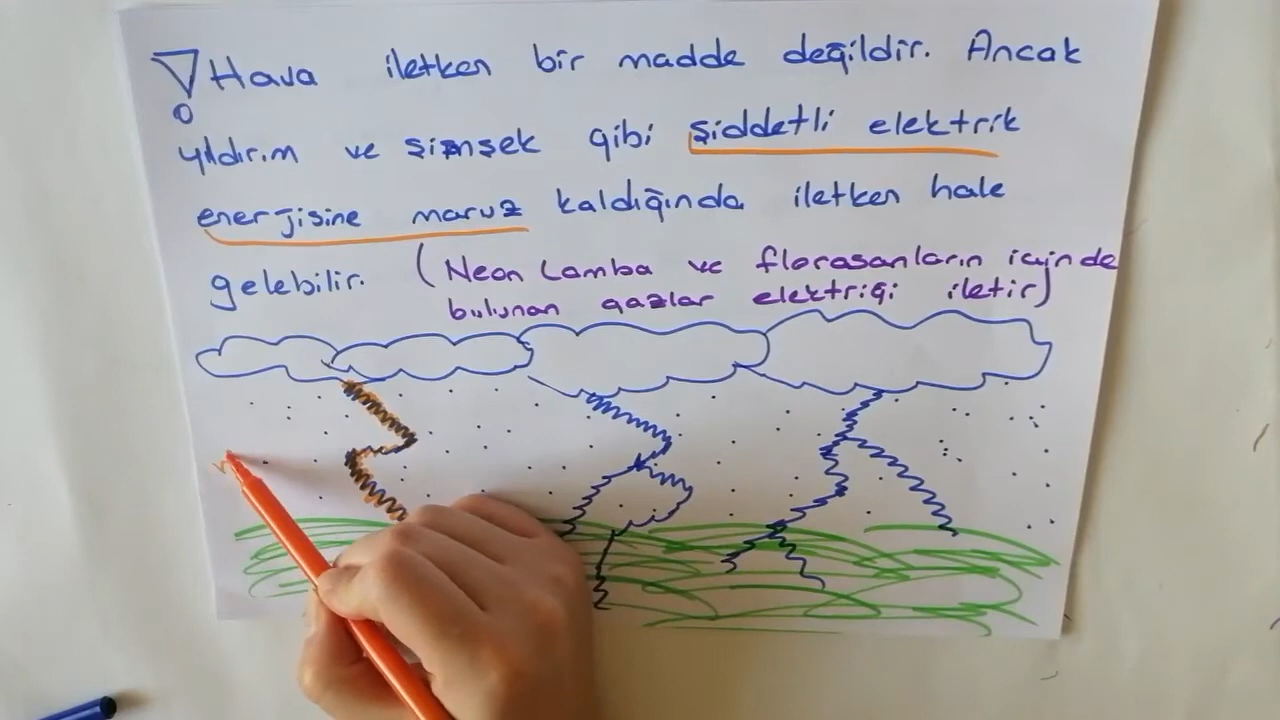 ! Hava iletken bir madde değildir. Ancak
yıldırım ve şimşek gibi şiddetli elektrik
enerjisine maruz kaldığında iletken hale
gelebilir. (Neon Lamba ve florasanların içinde
bulunan gazlar elektriği iletir)